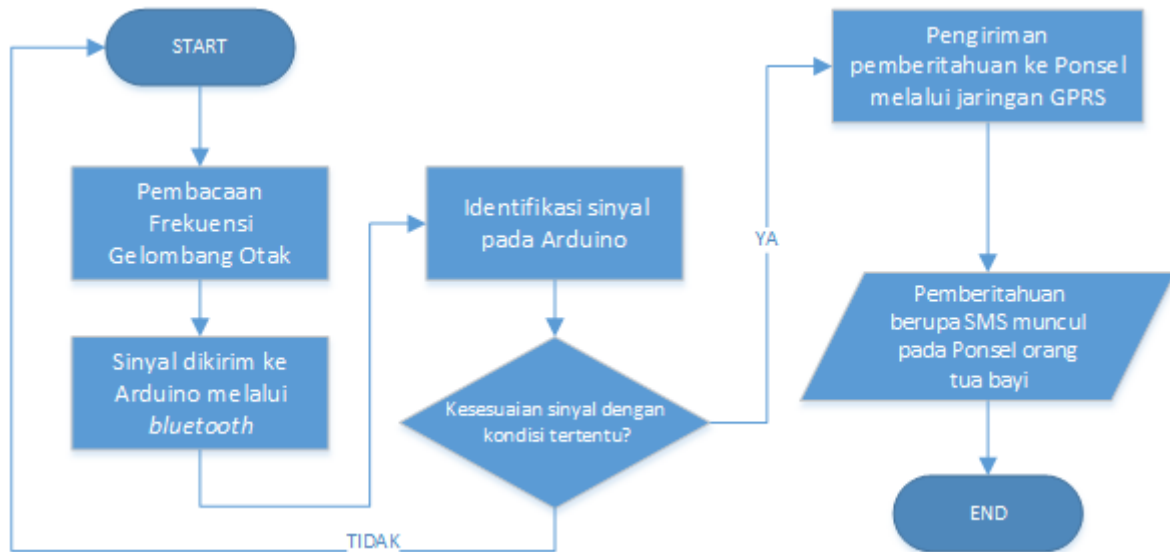 START
Pembacaan
Frekuensi
Gelombang Otak
Sinyal dikirim ke
Arduino melalui
bluetooth
Identifikasi sinyal
pada Arduino
Kesesuaian sinyal dengan
kondisi tertentu?
TIDAK
YA
Pengiriman
pemberitahuan ke Ponsel
melalui jaringan GPRS
Pemberitahuan
berupa SMS muncul
pada Ponsel orang
tua bayi
END